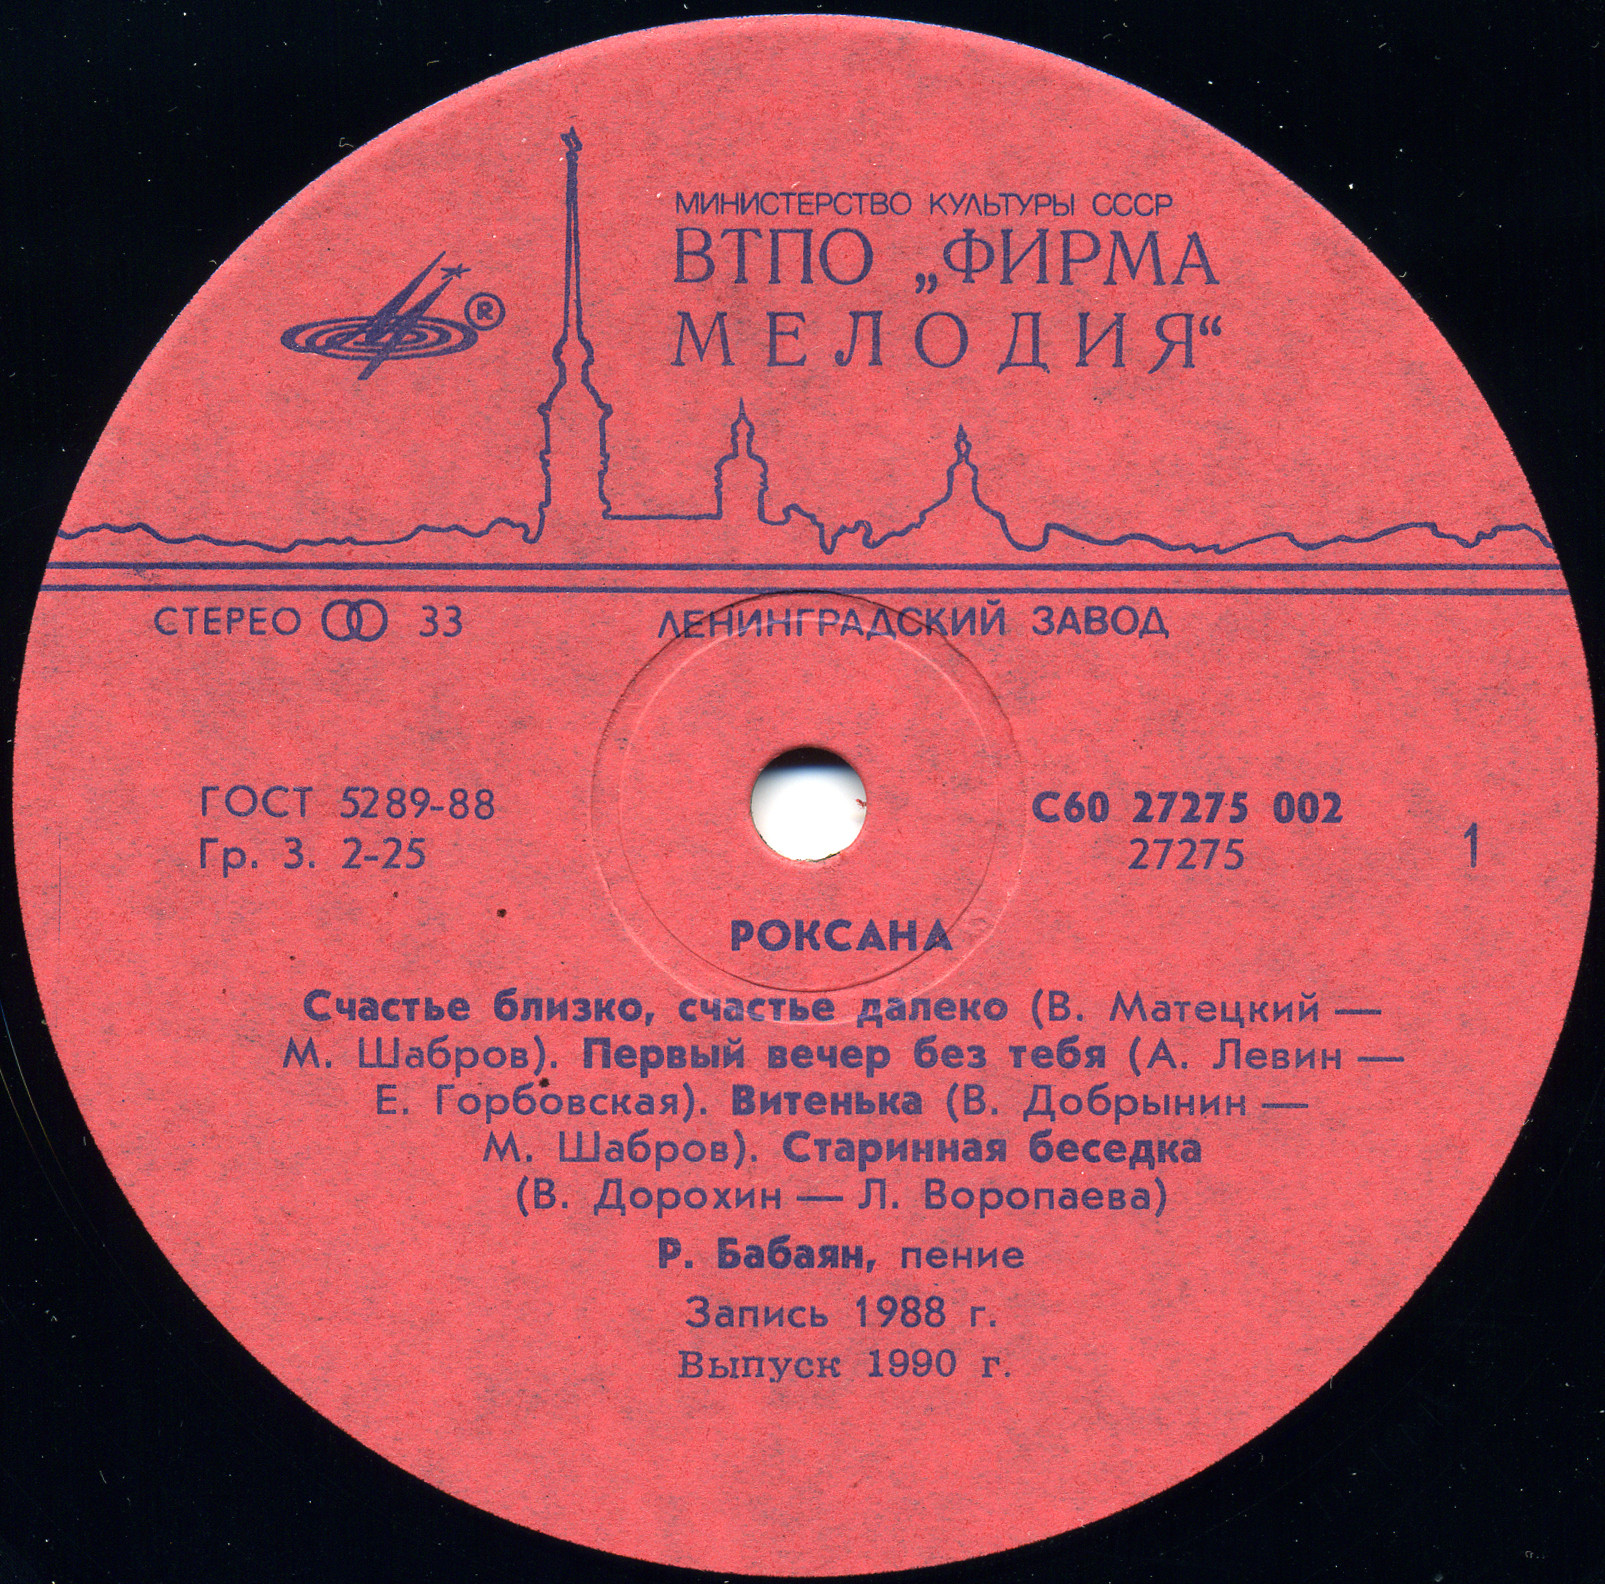 МИНИСТЕРСТВО КУЛЬТУРЫ СССР
ВТПО „ФИРМА
МЕЛОДИЯ“
®
СТЕРЕО 33
ЛЕНИНГРАДСКИЙ ЗАВОД
ГОСТ 5289-88
Гр. 3. 2-25
С60 27275 002
27275
1
РОКСАНА
Счастье близко, счастье далеко (В. Матецкий —
М. Шабров). Первый вечер без тебя (А. Левин —
Е. Горбовская). Витенька (В. Добрынин —
М. Шабров). Старинная беседка
(В. Дорохин — Л. Воропаева)
Р. Бабаян, пение
Запись 1988 г.
Выпуск 1990 г.